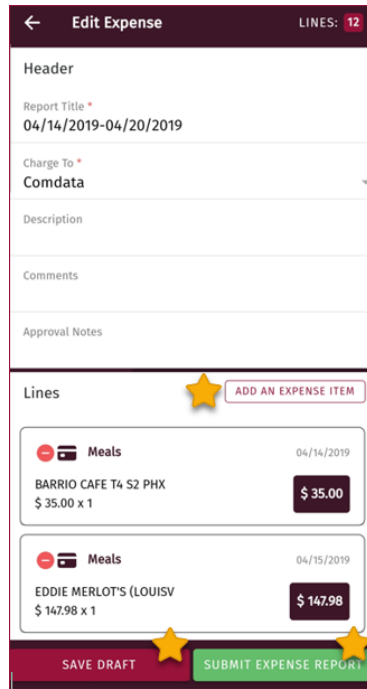 Edit Expense LINES: 12
Header
Report Title *
04/14/2019-04/20/2019
Charge To *
Comdata
Description
Comments
Approval Notes
Lines ADD AN EXPENSE ITEM
Meals 04/14/2019
BARRIO CAFE T4 S2 PHX
$ 35.00 x 1 $ 35.00
Meals 04/15/2019
EDDIE MERLOT'S (LOUISV
$ 147.98 x 1 $ 147.98
SAVE DRAFT SUBMIT EXPENSE REPORT